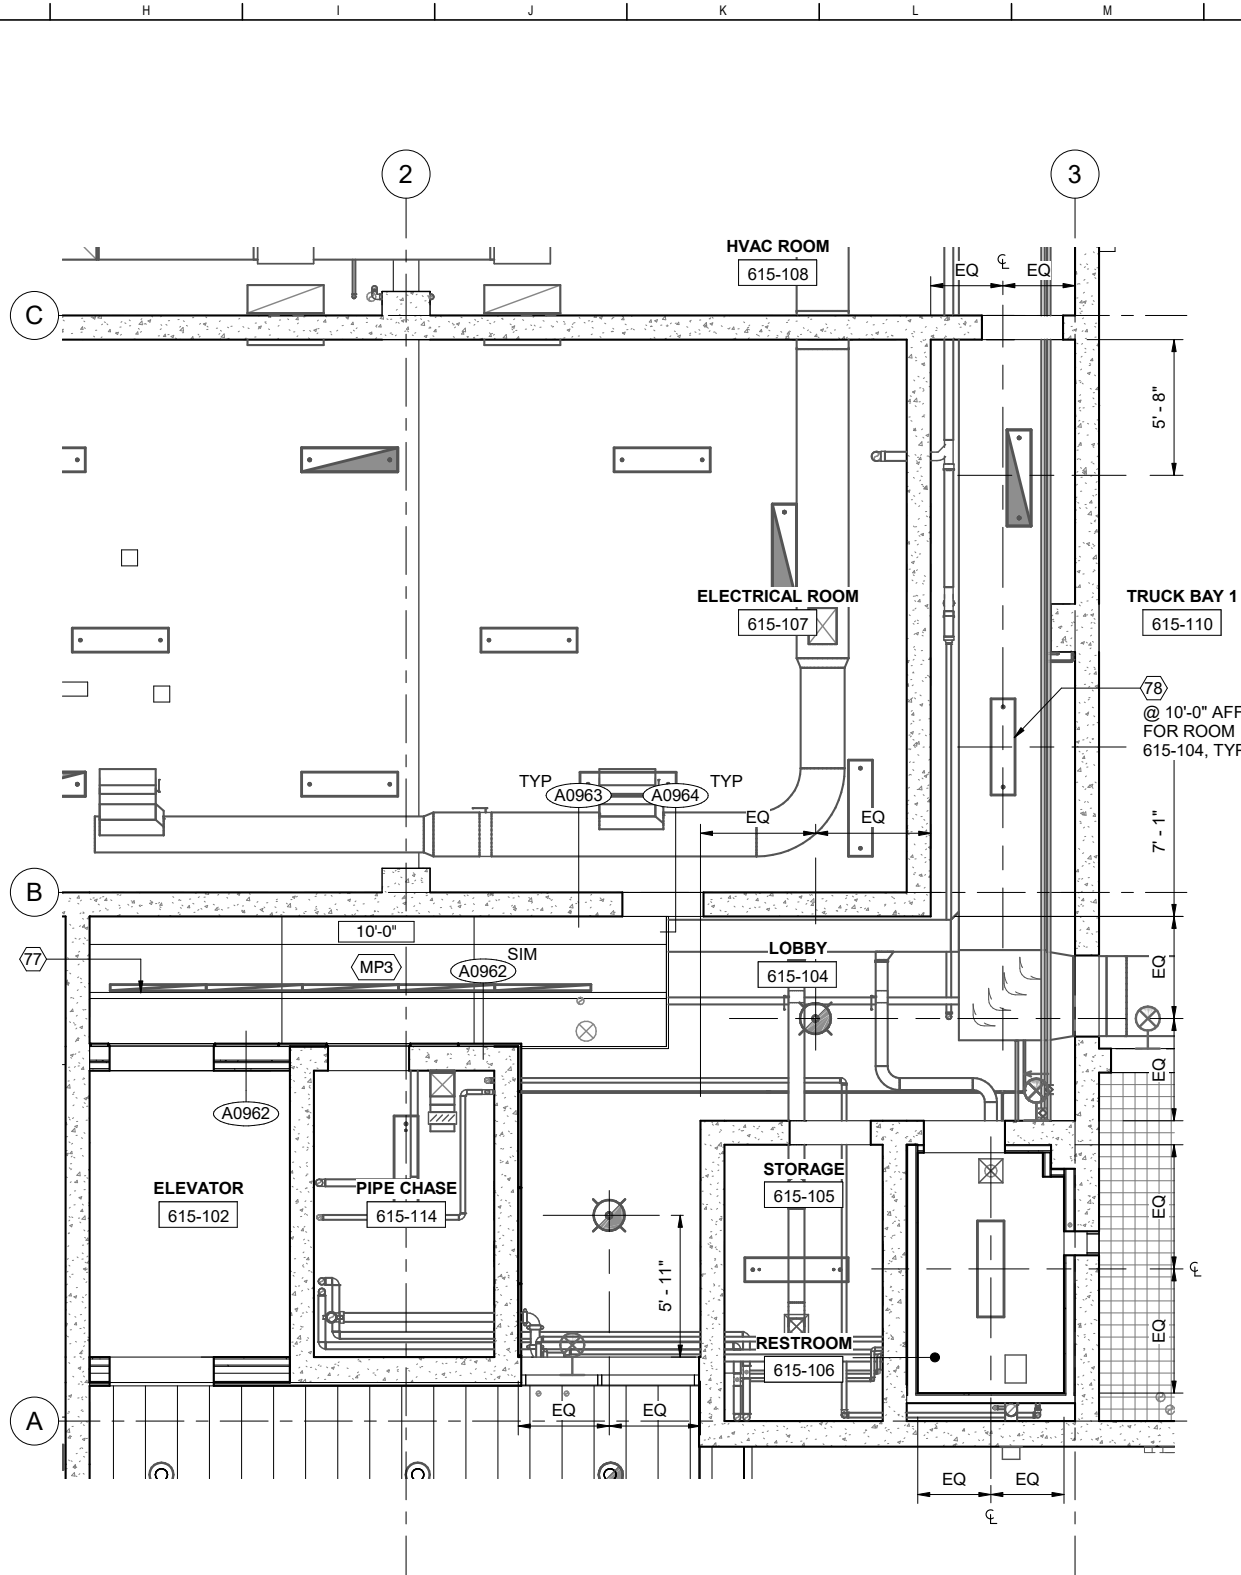 H
I
J
K
L
M
2
3
HVAC ROOM
615-108
EQ
℄
EQ
C
5' - 8"
ELECTRICAL ROOM
615-107
TRUCK BAY 1
615-110
78
@ 10'-0" AFF
FOR ROOM
615-104, TYP
TYP
A0963
A0964
TYP
EQ
EQ
7' - 1"
B
10'-0"
77
MP3
SIM
A0962
LOBBY
615-104
EQ
EQ
A0962
ELEVATOR
615-102
PIPE CHASE
615-114
STORAGE
615-105
EQ
5' - 11"
℄
EQ
RESTROOM
615-106
A
EQ
EQ
EQ
EQ
℄